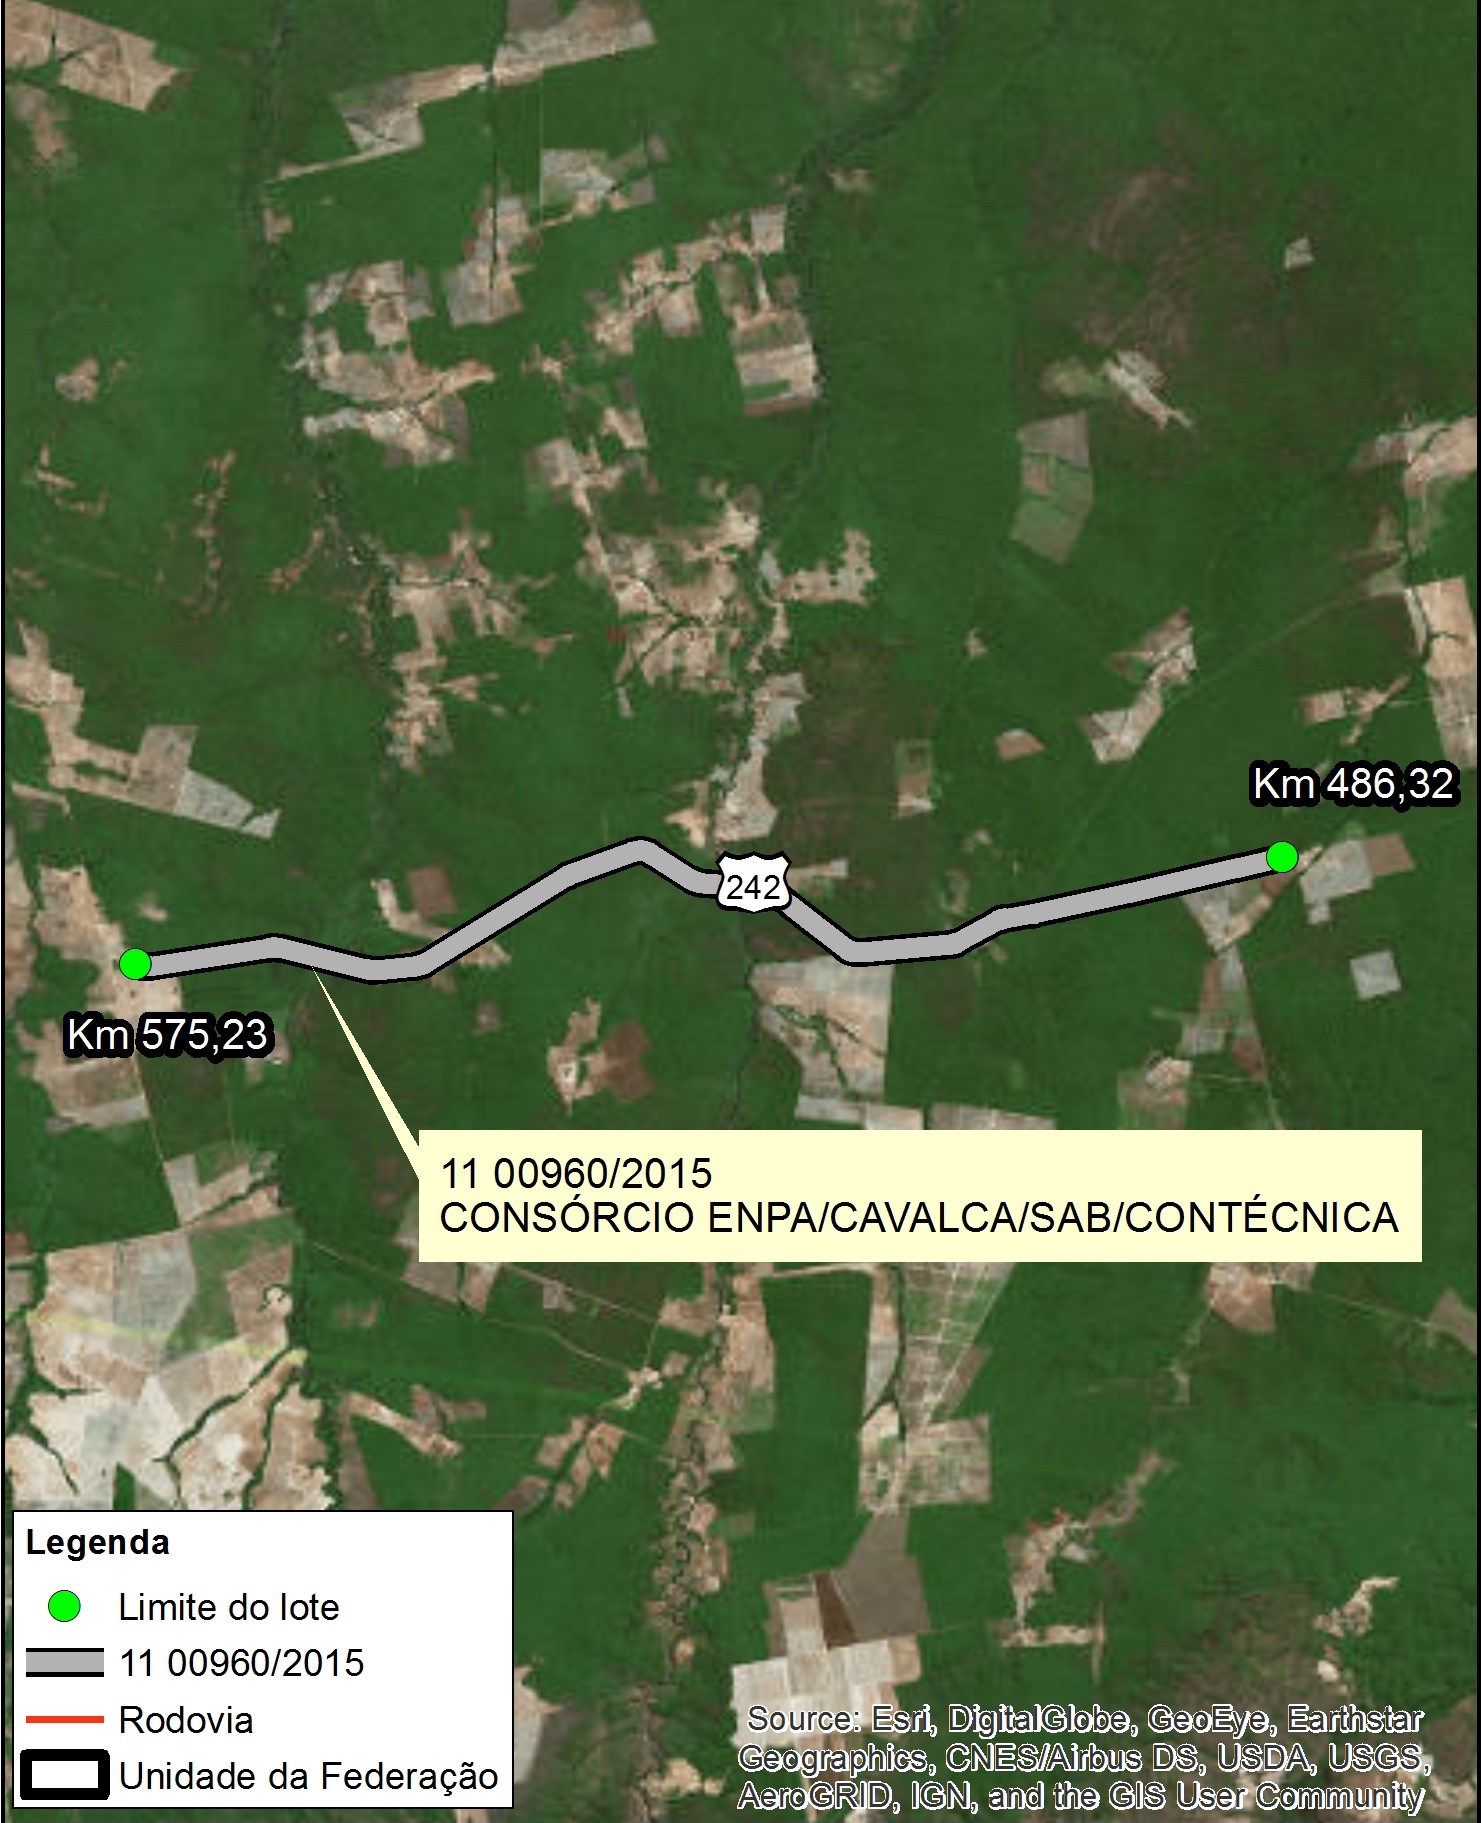 Km 486,32
242
Km 575,23
11 00960/2015
CONSÓRCIO ENPA/CAVALCA/SAB/CONTÉCNICA
Legenda
Limite do lote
11 00960/2015
Rodovia
Unidade da Federação
Source: Esri, DigitalGlobe, GeoEye, Earthstar
Geographics, CNES/Airbus DS, USDA, USGS,
AeroGRID, IGN, and the GIS User Community